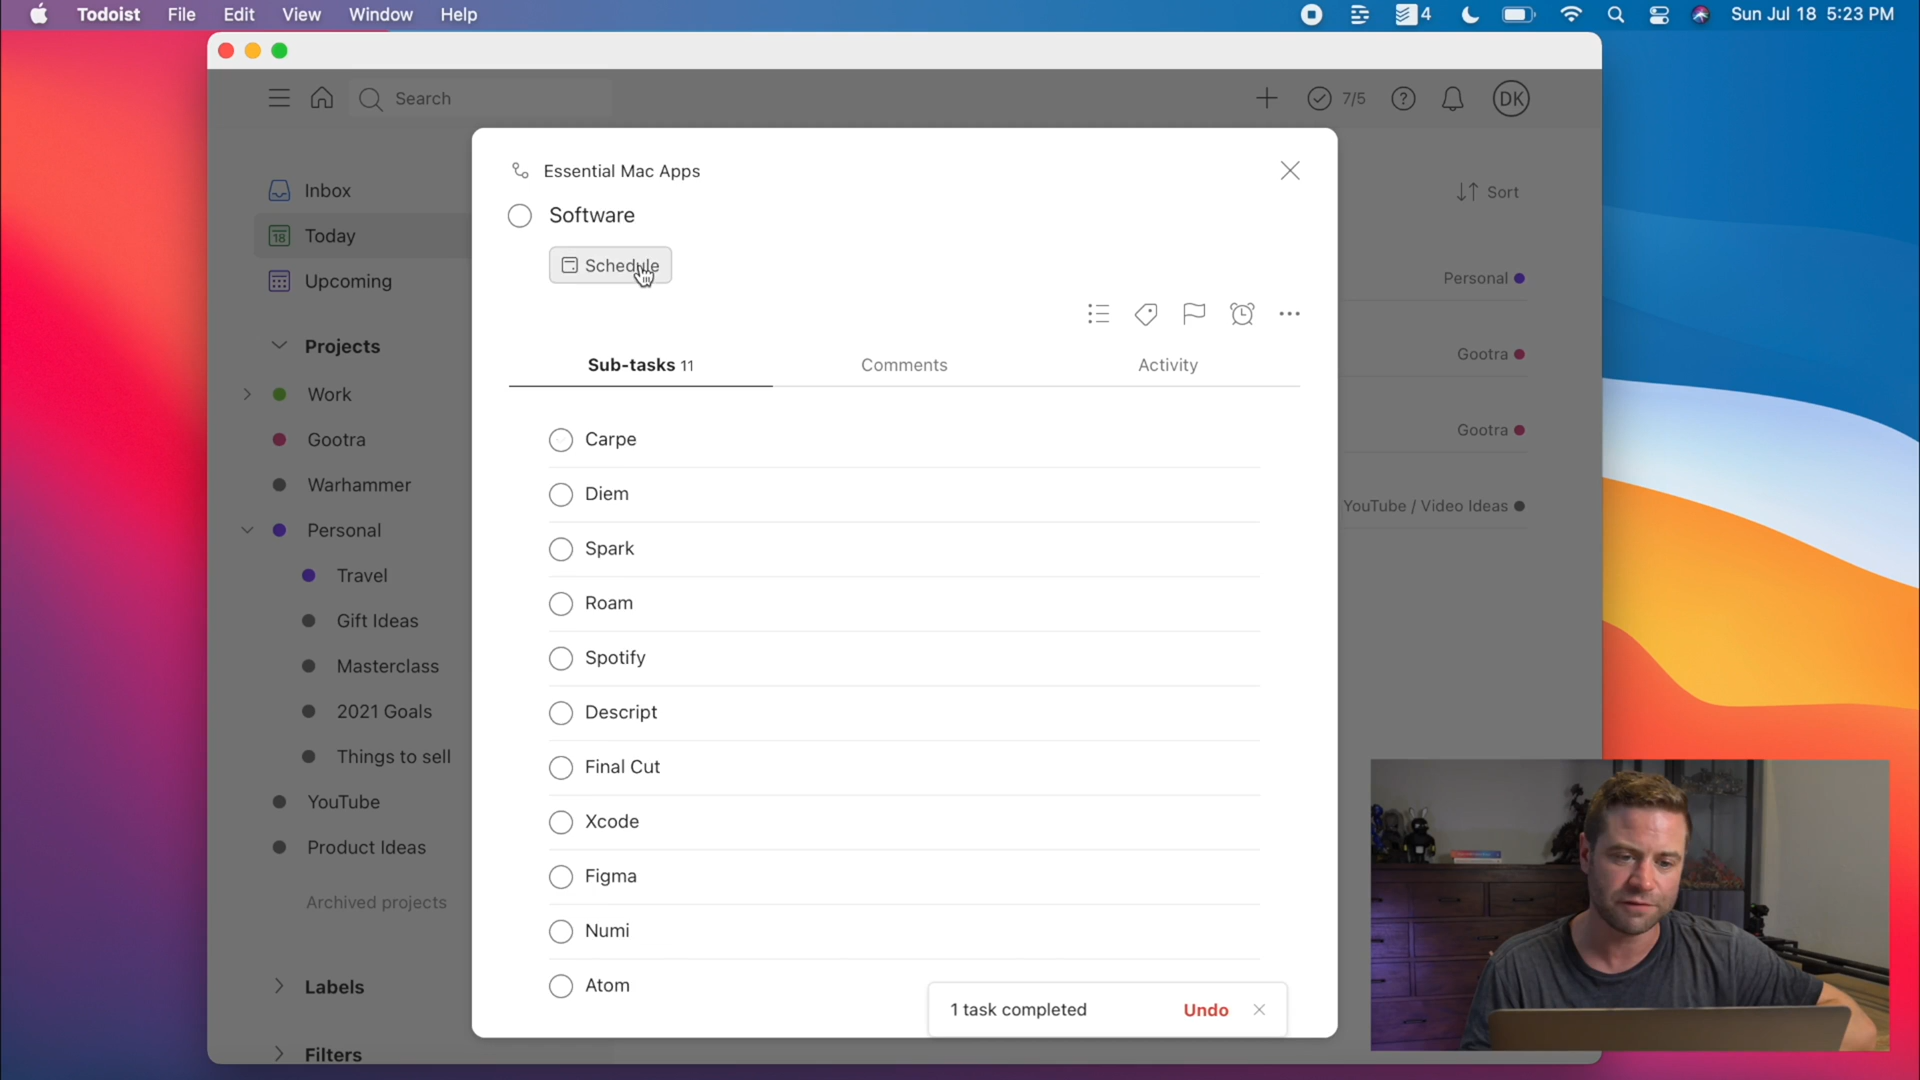 Todoist File Edit View Window Help 4 Sun Jul 18 5:23 PM
Search 7/5 ? DK
Essential Mac Apps
Software
Schedule
Sub-tasks 11 Comments Activity
Carpe
Diem
Spark
Roam
Spotify
Descript
Final Cut
Xcode
Figma
Numi
Atom
1 task completed Undo
Inbox
18 Today
Upcoming
Projects
Work
Gootra
Warhammer
Personal
Travel
Gift Ideas
Masterclass
2021 Goals
Things to sell
YouTube
Product Ideas
Archived projects
Labels
Filters
Sort
Personal
Gootra
Gootra
YouTube / Video Ideas